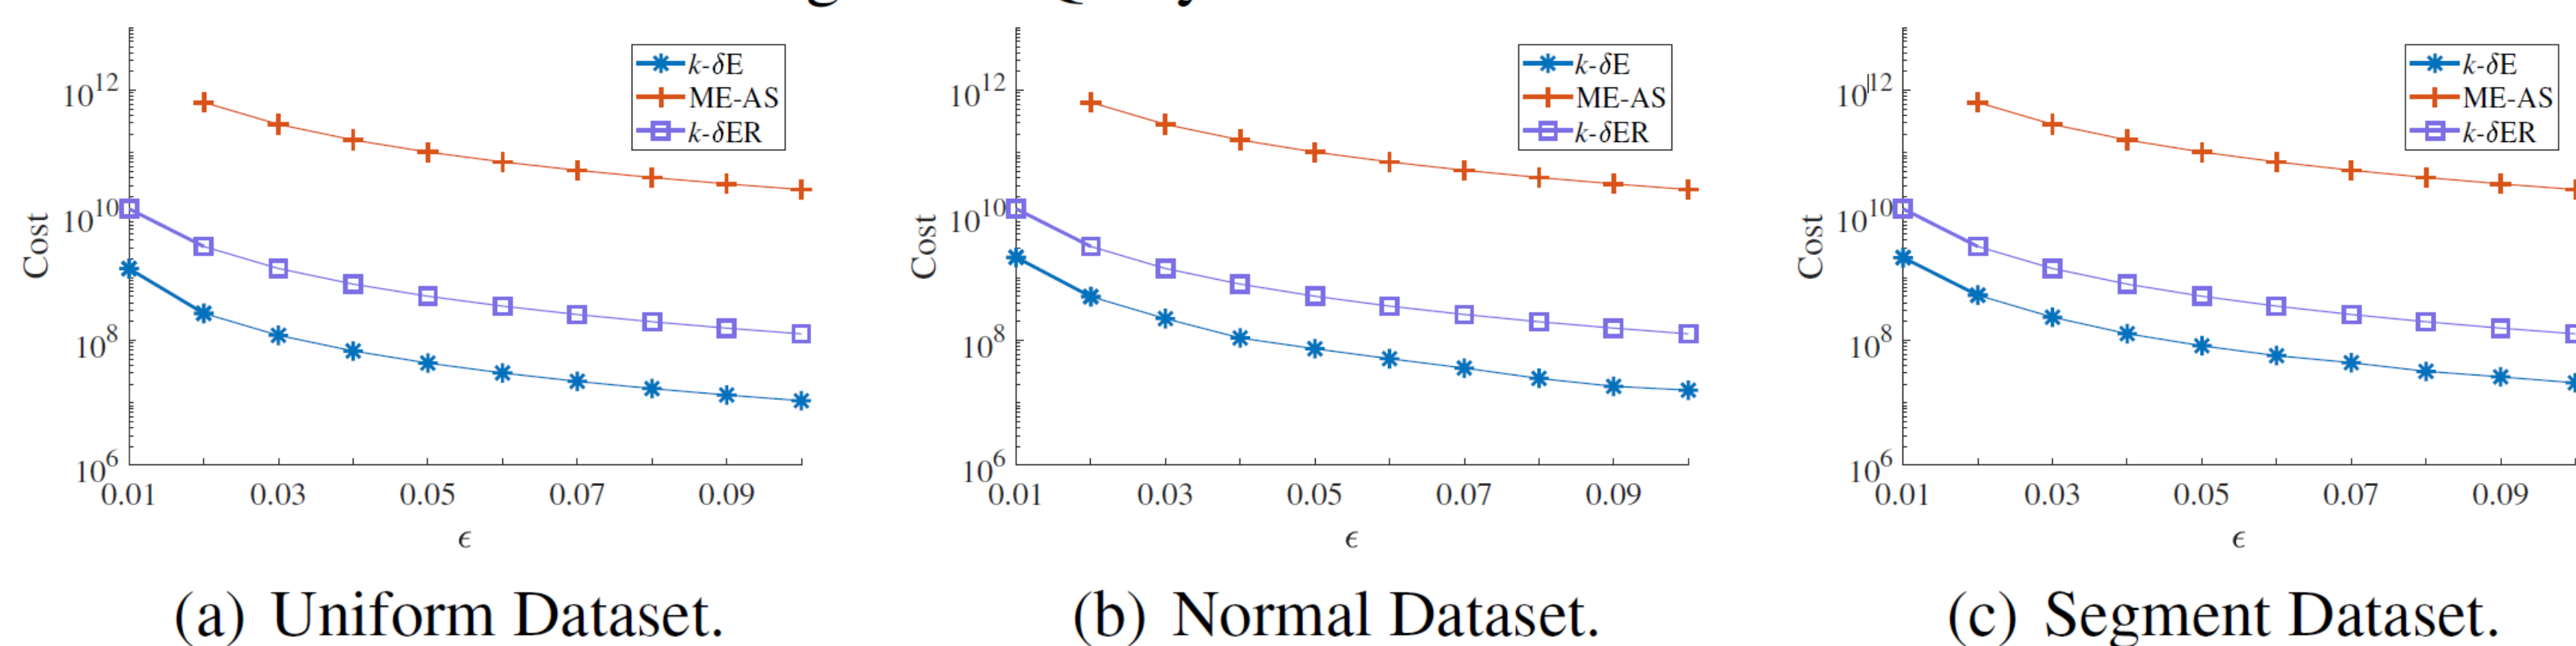 10^12
10^10
10^8
10^6
Cost
k-δE
ME-AS
k-δER
0.01 0.03 0.05 0.07 0.09
ϵ
(a) Uniform Dataset.
10^12
10^10
10^8
10^6
Cost
k-δE
ME-AS
k-δER
0.01 0.03 0.05 0.07 0.09
ϵ
(b) Normal Dataset.
10^12
10^10
10^8
10^6
Cost
k-δE
ME-AS
k-δER
0.01 0.03 0.05 0.07 0.09
ϵ
(c) Segment Dataset.